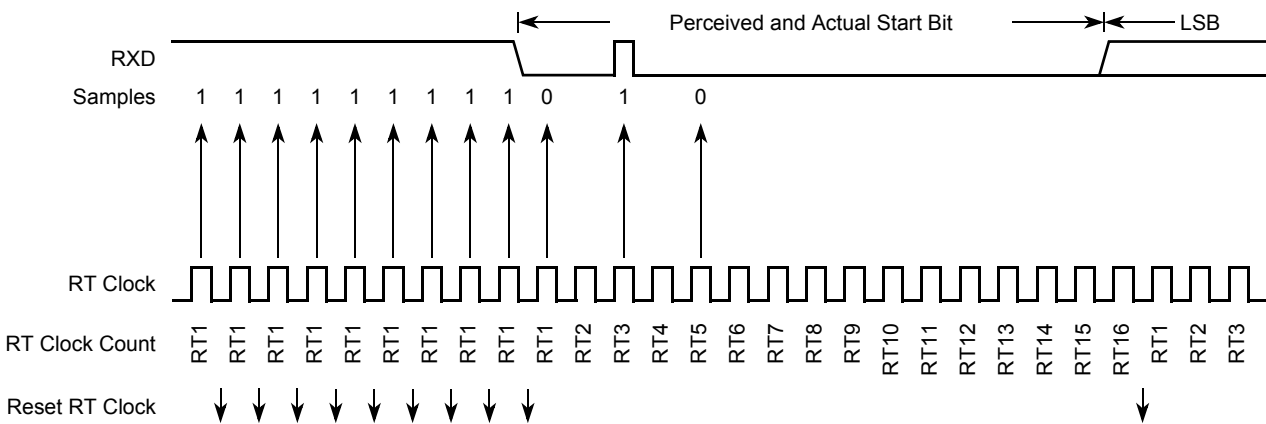 Perceived and Actual Start Bit LSB
RXD
Samples 1 1 1 1 1 1 1 1 1 0 1 0
RT Clock
RT Clock Count RT1 RT1 RT1 RT1 RT1 RT1 RT1 RT1 RT1 RT1 RT2 RT3 RT4 RT5 RT6 RT7 RT8 RT9 RT10 RT11 RT12 RT13 RT14 RT15 RT16 RT1 RT2 RT3
Reset RT Clock